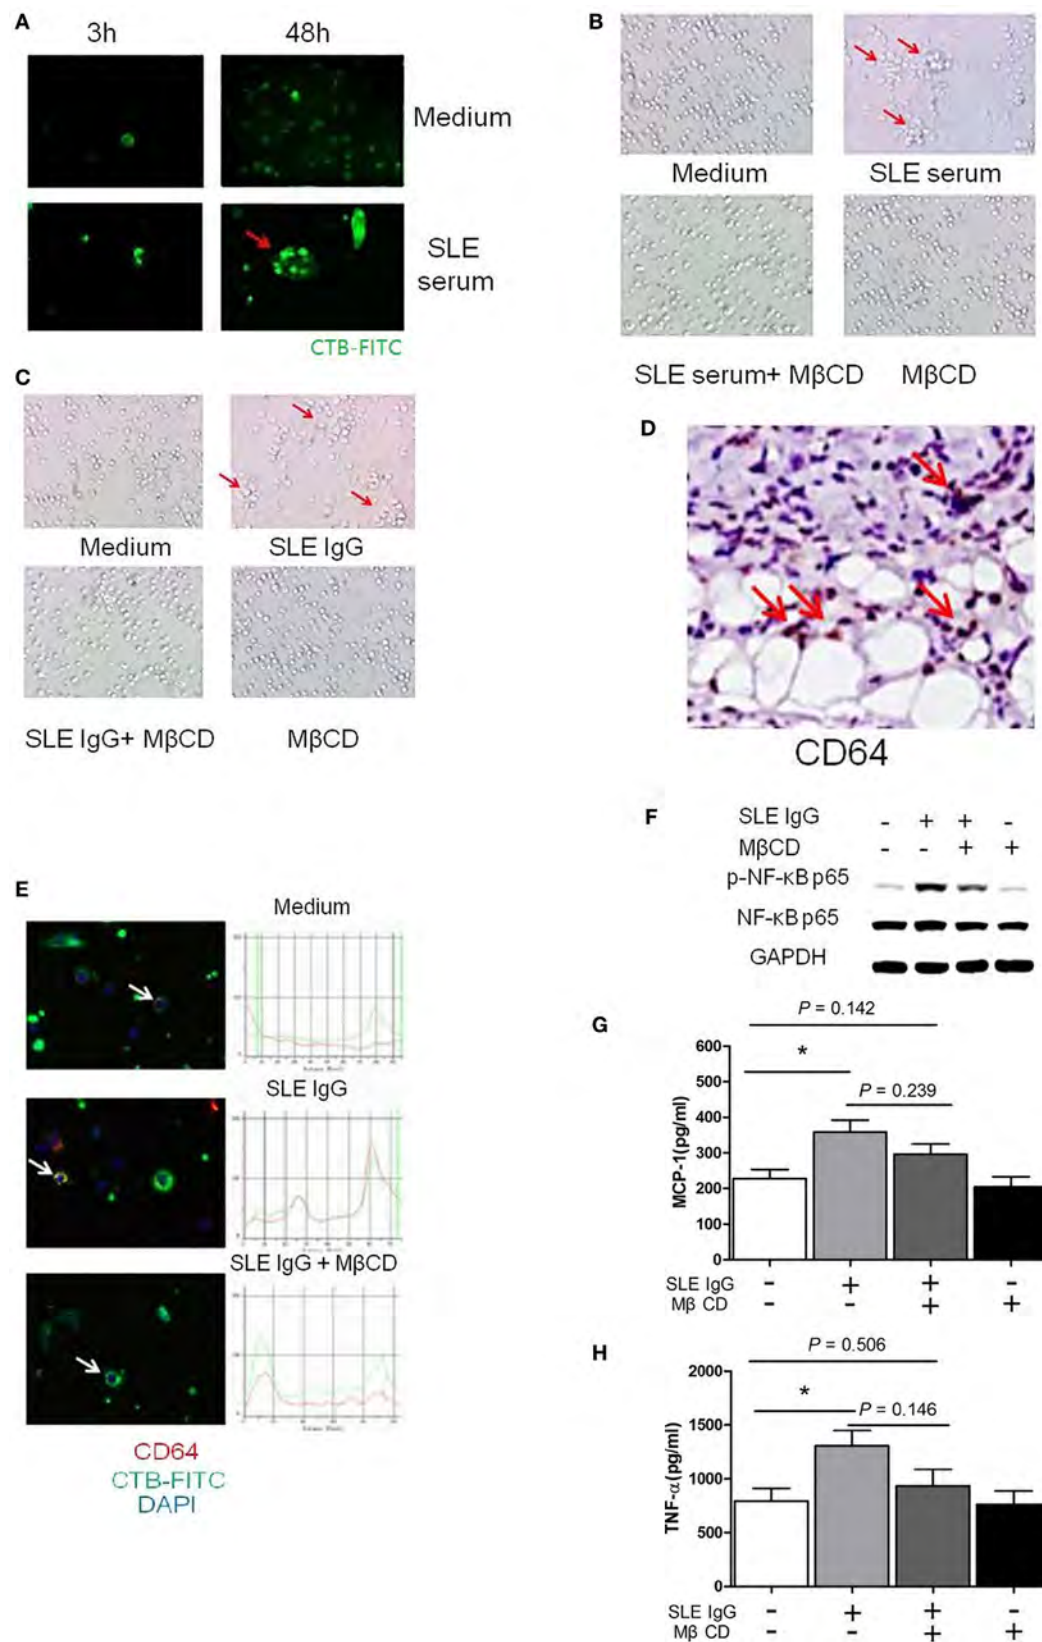 A
3h 48h
Medium
SLE
serum
CTB-FITC
B
Medium SLE serum
SLE serum+ MβCD MβCD
C
Medium SLE IgG
SLE IgG+ MβCD MβCD
D
CD64
E
Medium
SLE IgG
SLE IgG + MβCD
CD64
CTB-FITC
DAPI
F
SLE IgG - + + -
MβCD - - + +
p-NF-κB p65
NF-κB p65
GAPDH
G
P = 0.142
*
P = 0.239
MCP-1(pg/ml)
600
500
400
300
200
100
0
SLE IgG - + + -
Mβ CD - - + +
H
P = 0.506
*
P = 0.146
TNF-α(pg/ml)
2000
1500
1000
500
0
SLE IgG - + + -
Mβ CD - - + +